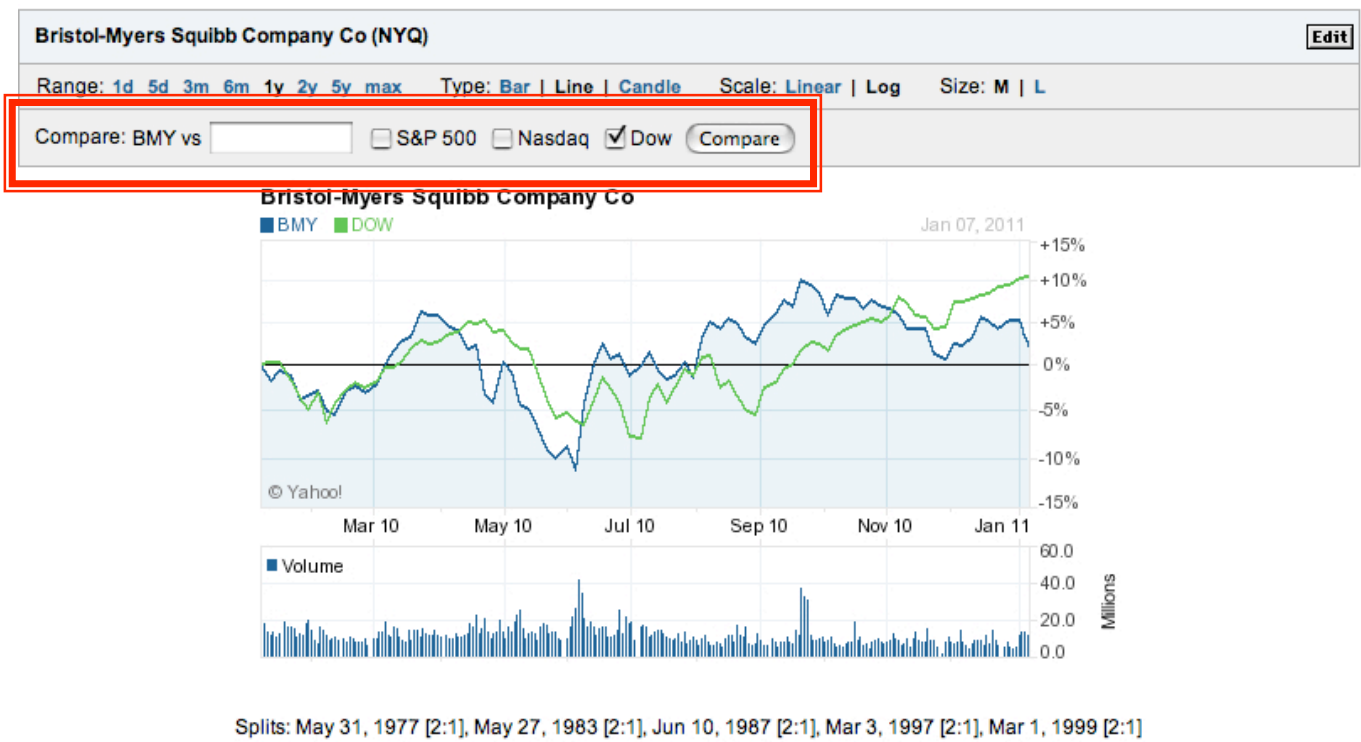 Bristol-Myers Squibb Company Co (NYQ) Edit
Range: 1d 5d 3m 6m 1y 2y 5y max Type: Bar | Line | Candle Scale: Linear | Log Size: M | L
Compare: BMY vs S&P 500 Nasdaq Dow Compare
Bristol-Myers Squibb Company Co
BMY DOW Jan 07, 2011
+15%
+10%
+5%
0%
-5%
-10%
© Yahoo!
-15%
Mar 10 May 10 Jul 10 Sep 10 Nov 10 Jan 11
60.0
Volume
40.0
Millions
20.0
0.0
Splits: May 31, 1977 [2:1], May 27, 1983 [2:1], Jun 10, 1987 [2:1], Mar 3, 1997 [2:1], Mar 1, 1999 [2:1]